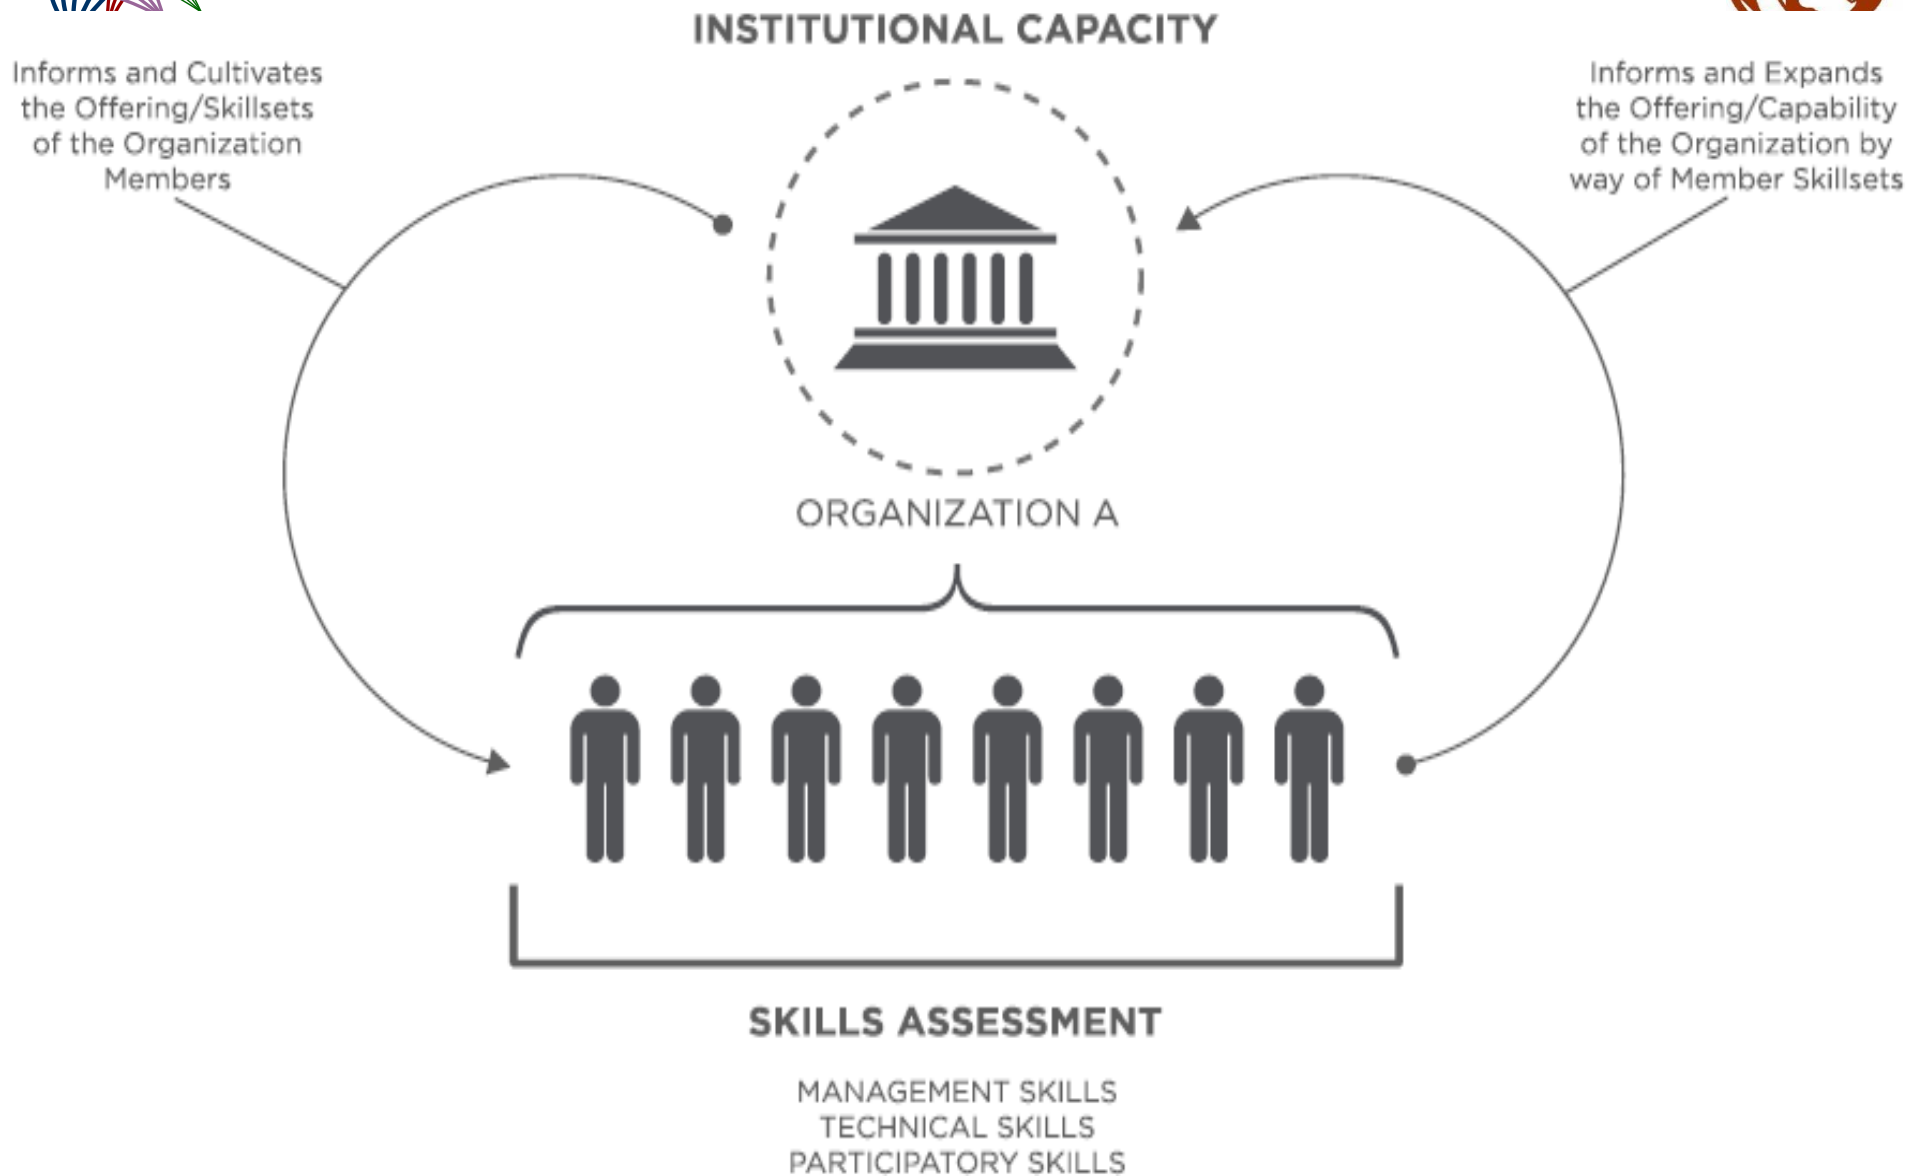 INSTITUTIONAL CAPACITY
Informs and Cultivates
the Offering/Skillsets
of the Organization
Members
Informs and Expands
the Offering/Capability
of the Organization by
way of Member Skillsets
ORGANIZATION A
SKILLS ASSESSMENT
MANAGEMENT SKILLS
TECHNICAL SKILLS
PARTICIPATORY SKILLS